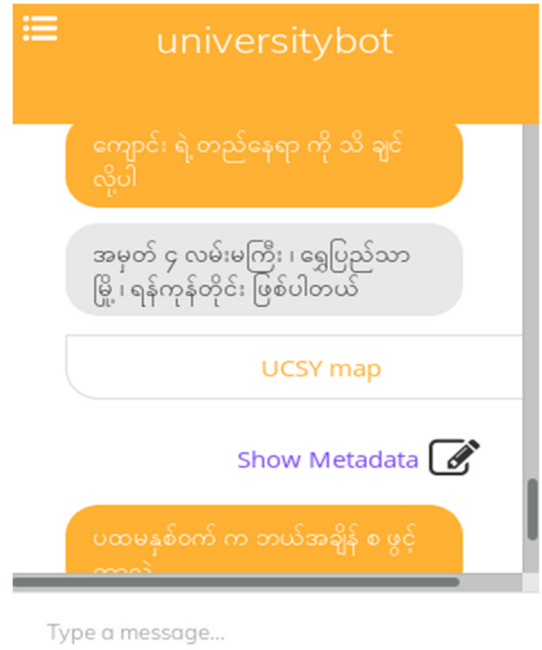 universitybot
ကျောင်း ရဲ့ တည်နေရာ ကို သိ ချင်
လို့ပါ
အမှတ် ၄ လမ်းမကြီး ၊ ရွှေပြည်သာ
မြို့ ၊ ရန်ကုန်တိုင်း ဖြစ်ပါတယ်
UCSY map
Show Metadata
ပထမနှစ်ဝက် က ဘယ်အချိန် စ ဖွင့်
Type a message...